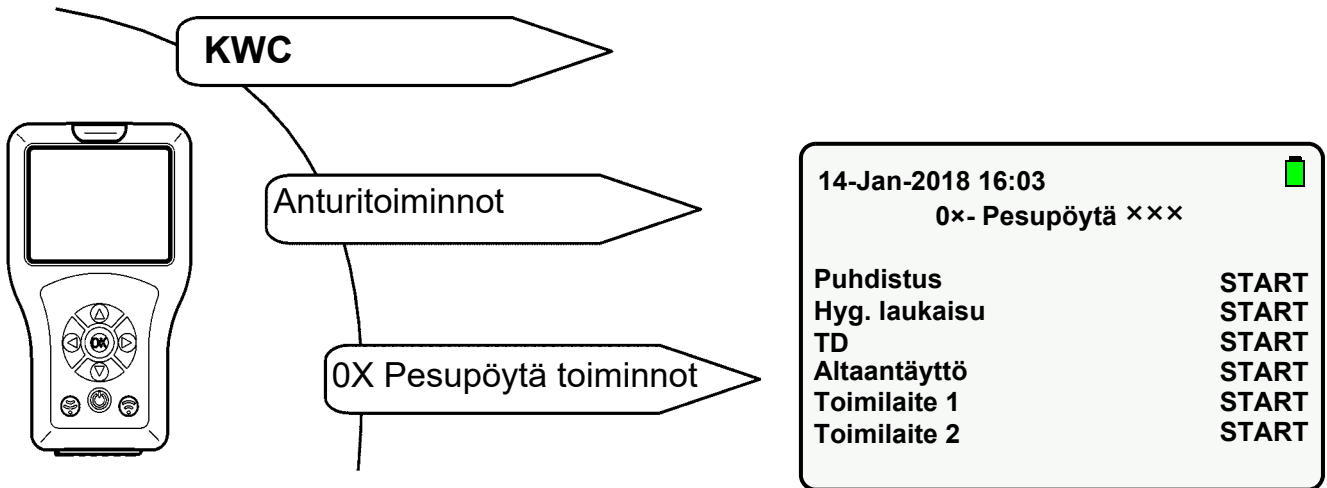 KWC
Anturitoiminnot
0X Pesupöytä toiminnot
OK
14-Jan-2018 16:03
0×- Pesupöytä ×××
Puhdistus START
Hyg. laukaisu START
TD START
Altaantäyttö START
Toimilaite 1 START
Toimilaite 2 START